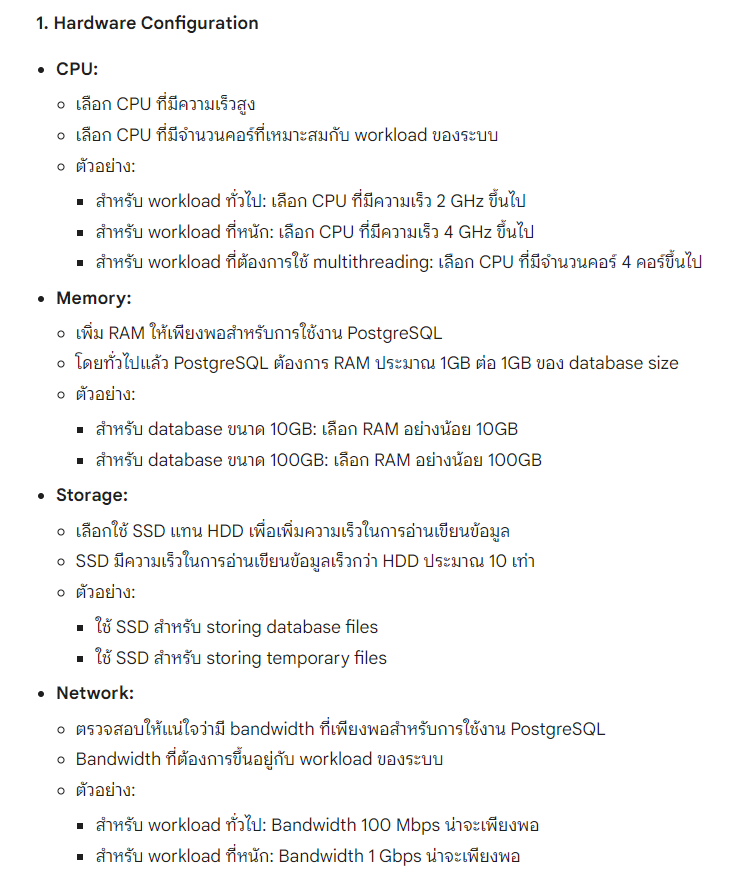 1. Hardware Configuration
• CPU:
○ เลือก CPU ที่มีความเร็วสูง
○ เลือก CPU ที่มีจำนวนคอร์ที่เหมาะสมกับ workload ของระบบ
○ ตัวอย่าง:
▪ สำหรับ workload ทั่วไป: เลือก CPU ที่มีความเร็ว 2 GHz ขึ้นไป
▪ สำหรับ workload ที่หนัก: เลือก CPU ที่มีความเร็ว 4 GHz ขึ้นไป
▪ สำหรับ workload ที่ต้องการใช้ multithreading: เลือก CPU ที่มีจำนวนคอร์ 4 คอร์ขึ้นไป
• Memory:
○ เพิ่ม RAM ให้เพียงพอสำหรับการใช้งาน PostgreSQL
○ โดยทั่วไปแล้ว PostgreSQL ต้องการ RAM ประมาณ 1GB ต่อ 1GB ของ database size
○ ตัวอย่าง:
▪ สำหรับ database ขนาด 10GB: เลือก RAM อย่างน้อย 10GB
▪ สำหรับ database ขนาด 100GB: เลือก RAM อย่างน้อย 100GB
• Storage:
○ เลือกใช้ SSD แทน HDD เพื่อเพิ่มความเร็วในการอ่านเขียนข้อมูล
○ SSD มีความเร็วในการอ่านเขียนข้อมูลเร็วกว่า HDD ประมาณ 10 เท่า
○ ตัวอย่าง:
▪ ใช้ SSD สำหรับ storing database files
▪ ใช้ SSD สำหรับ storing temporary files
• Network:
○ ตรวจสอบให้แน่ใจว่ามี bandwidth ที่เพียงพอสำหรับการใช้งาน PostgreSQL
○ Bandwidth ที่ต้องการขึ้นอยู่กับ workload ของระบบ
○ ตัวอย่าง:
▪ สำหรับ workload ทั่วไป: Bandwidth 100 Mbps น่าจะเพียงพอ
▪ สำหรับ workload ที่หนัก: Bandwidth 1 Gbps น่าจะเพียงพอ